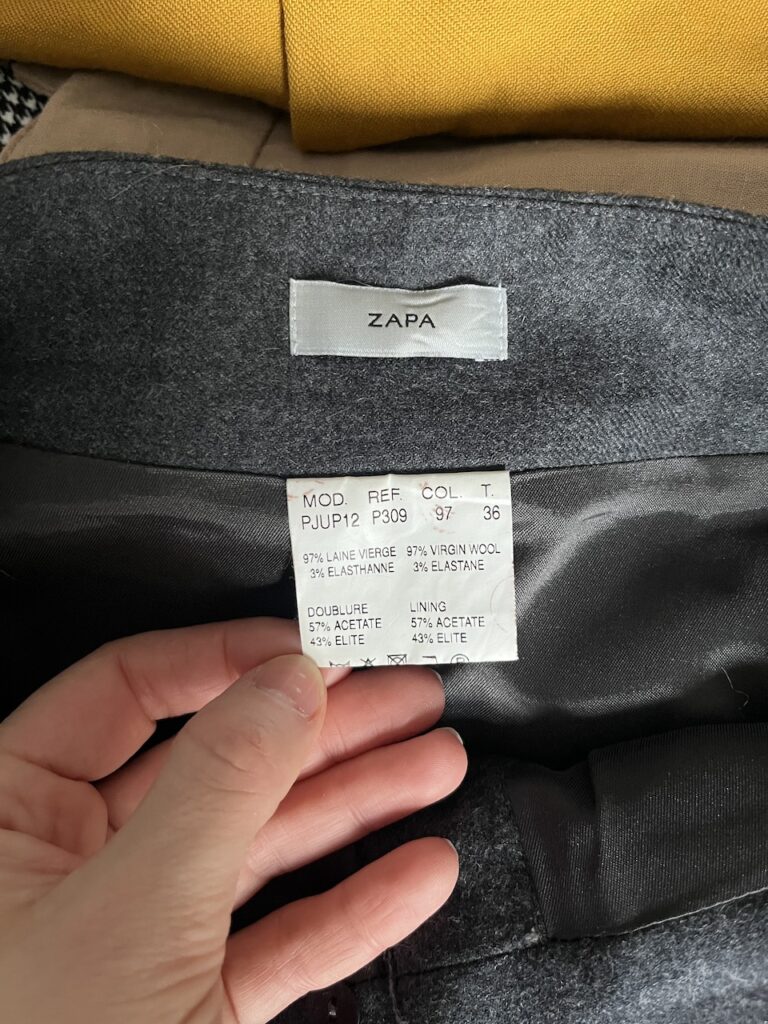 ZAPA
MOD. REF. COL. T.
PJUP12 P309 97 36
97% LAINE VIERGE 97% VIRGIN WOOL
3% ELASTHANNE 3% ELASTANE
DOUBLURE LINING
57% ACETATE 57% ACETATE
43% ELITE 43% ELITE